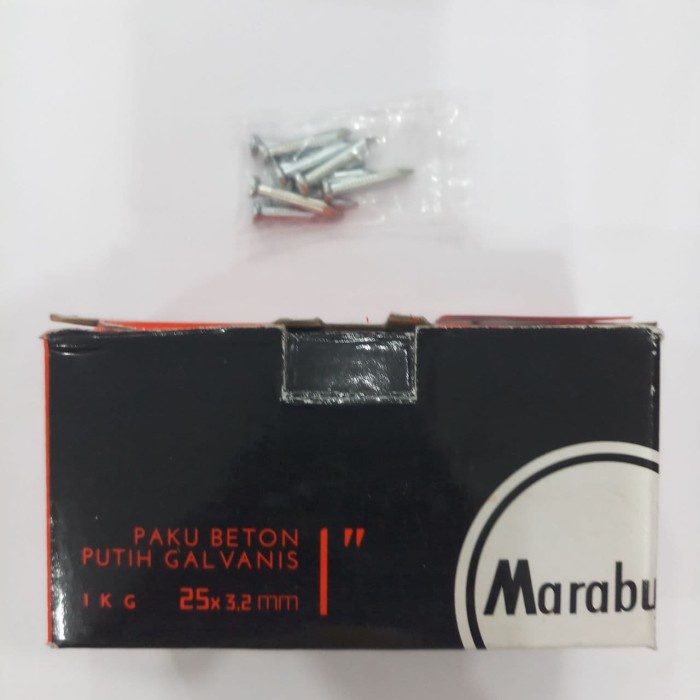 PAKU BETON
PUTIH GALVANIS
1 KG 25x3,2 mm
1"
Marabu